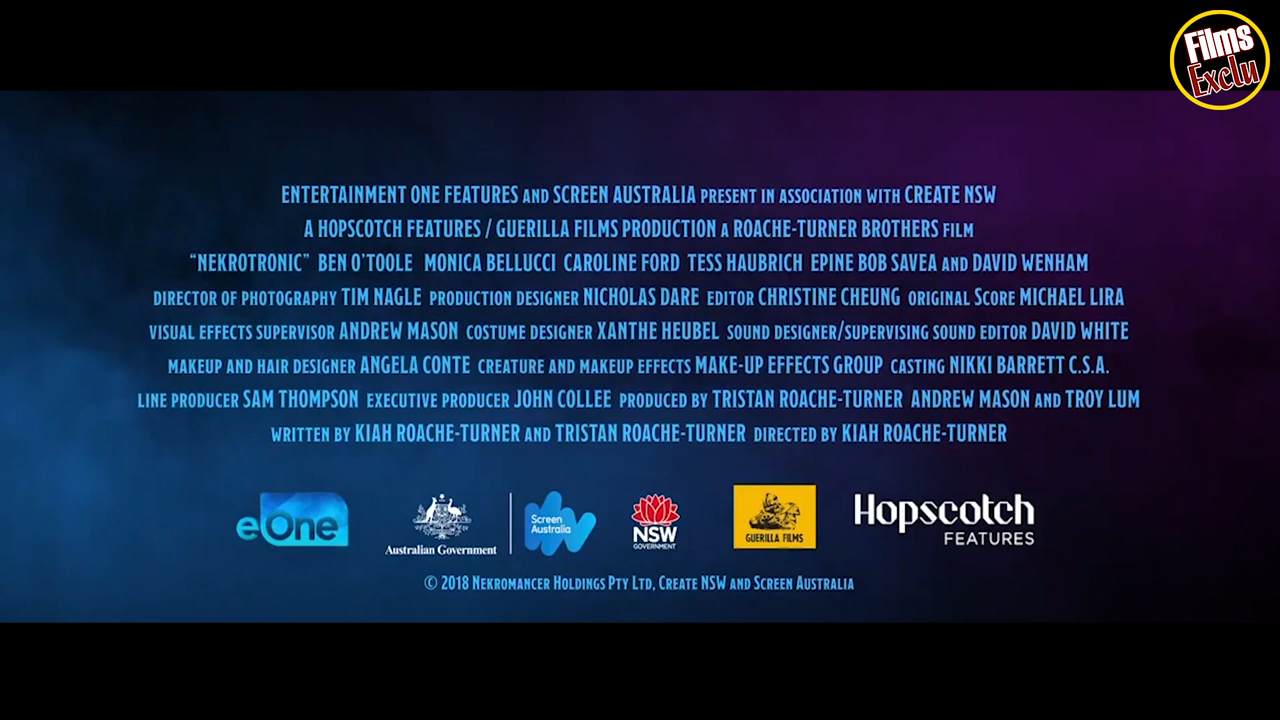 Films
Exclu
ENTERTAINMENT ONE FEATURES AND SCREEN AUSTRALIA PRESENT IN ASSOCIATION WITH CREATE NSW
A HOPSCOTCH FEATURES / GUERILLA FILMS PRODUCTION A ROACHE-TURNER BROTHERS FILM
“NEKROTRONIC” BEN O’TOOLE MONICA BELLUCCI CAROLINE FORD TESS HAUBRICH EPINE BOB SAVEA AND DAVID WENHAM
DIRECTOR OF PHOTOGRAPHY TIM NAGLE PRODUCTION DESIGNER NICHOLAS DARE EDITOR CHRISTINE CHEUNG ORIGINAL SCORE MICHAEL LIRA
VISUAL EFFECTS SUPERVISOR ANDREW MASON COSTUME DESIGNER XANTHE HEUBEL SOUND DESIGNER/SUPERVISING SOUND EDITOR DAVID WHITE
MAKEUP AND HAIR DESIGNER ANGELA CONTE CREATURE AND MAKEUP EFFECTS MAKE-UP EFFECTS GROUP CASTING NIKKI BARRETT C.S.A.
LINE PRODUCER SAM THOMPSON EXECUTIVE PRODUCER JOHN COLLEE PRODUCED BY TRISTAN ROACHE-TURNER ANDREW MASON AND TROY LUM
WRITTEN BY KIAH ROACHE-TURNER AND TRISTAN ROACHE-TURNER DIRECTED BY KIAH ROACHE-TURNER
eOne
Australian Government
Screen
Australia
NSW
GOVERNMENT
GUERILLA FILMS
Hopscotch
FEATURES
© 2018 NEKROMANCER HOLDINGS PTY LTD, CREATE NSW AND SCREEN AUSTRALIA